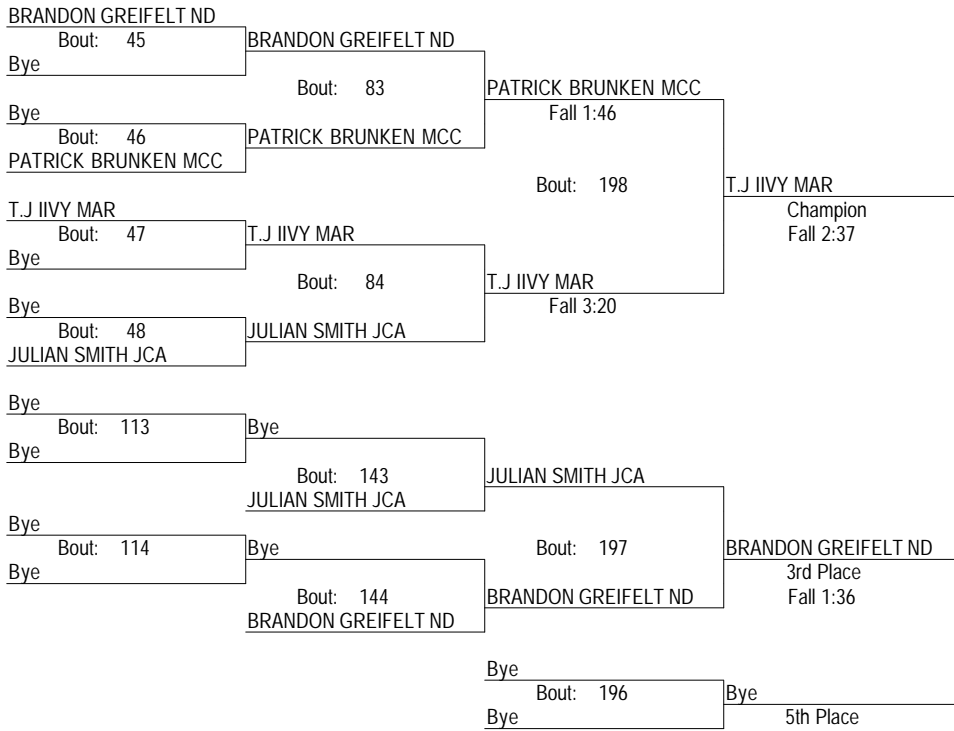 BRANDON GREIFELT ND
Bout: 45
Bye
BRANDON GREIFELT ND
Bout: 83
Bye
Bout: 46
PATRICK BRUNKEN MCC
PATRICK BRUNKEN MCC
PATRICK BRUNKEN MCC
Fall 1:46
Bout: 198
T.J IIVY MAR
Bout: 47
Bye
T.J IIVY MAR
Bout: 84
Bye
Bout: 48
JULIAN SMITH JCA
JULIAN SMITH JCA
T.J IIVY MAR
Fall 3:20
T.J IIVY MAR
Champion
Fall 2:37
Bye
Bout: 113
Bye
Bye
Bout: 143
JULIAN SMITH JCA
JULIAN SMITH JCA
Bye
Bout: 114
Bye
Bye
Bout: 144
BRANDON GREIFELT ND
Bout: 197
BRANDON GREIFELT ND
BRANDON GREIFELT ND
3rd Place
Fall 1:36
Bye
Bout: 196
Bye
Bye
5th Place